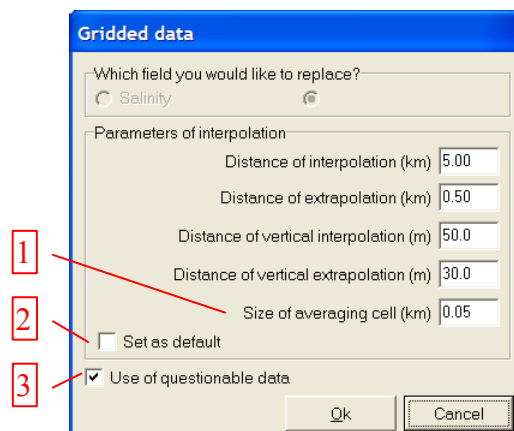 Gridded data
Which field you would like to replace?
Salinity
Parameters of interpolation
Distance of interpolation (km) 5.00
Distance of extrapolation (km) 0.50
Distance of vertical interpolation (m) 50.0
1
Distance of vertical extrapolation (m) 30.0
Size of averaging cell (km) 0.05
2
Set as default
3
Use of questionable data
Ok Cancel